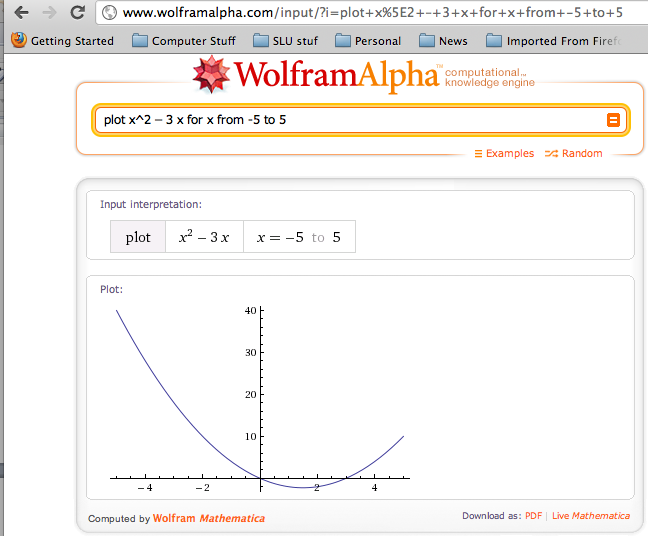 www.wolframalpha.com/input/?i=plot+x%5E2+-+3+x+for+x+from+-5+to+5
Getting Started Computer Stuff SLU stuf Personal News Imported From Firef
WolframAlpha™ computational... knowledge engine
plot x^2 – 3 x for x from -5 to 5
Examples Random
Input interpretation:
plot x² – 3 x x = –5 to 5
Plot:
40
30
20
10
–4 –2 2 4
Computed by Wolfram Mathematica
Download as: PDF | Live Mathematica